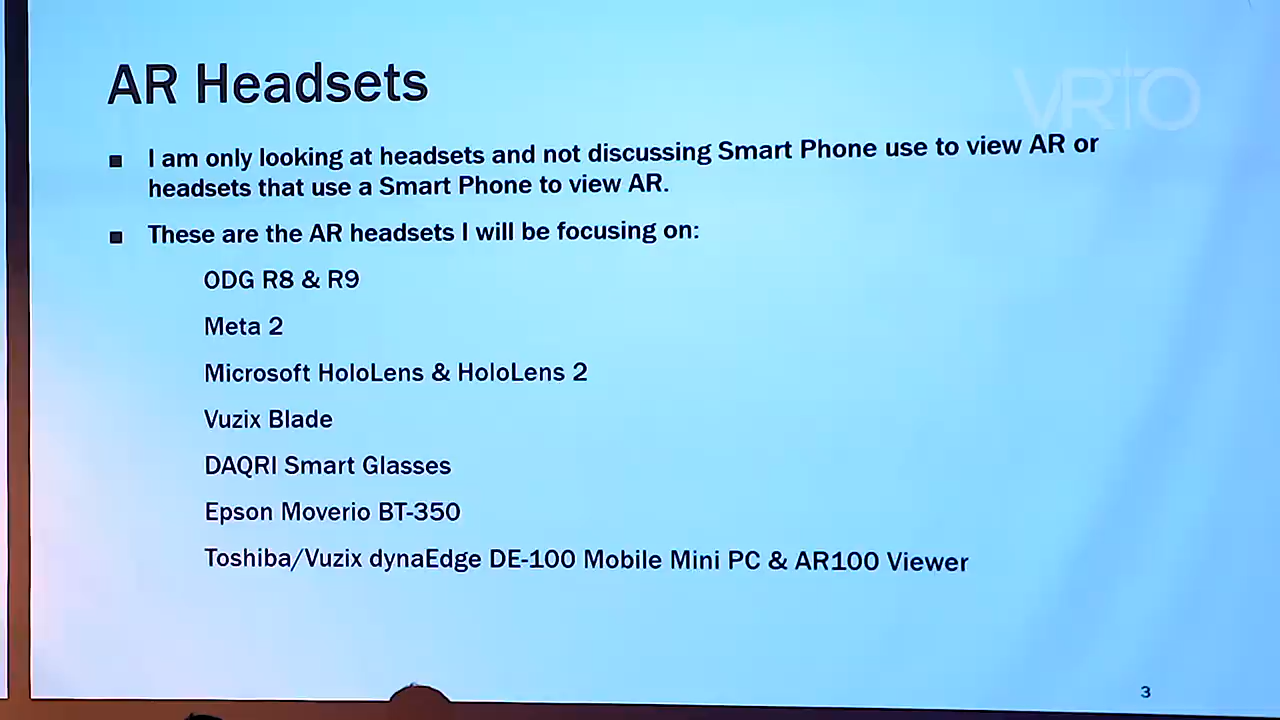 VRTO
AR Headsets
I am only looking at headsets and not discussing Smart Phone use to view AR or
headsets that use a Smart Phone to view AR.
These are the AR headsets I will be focusing on:
ODG R8 & R9
Meta 2
Microsoft HoloLens & HoloLens 2
Vuzix Blade
DAQRI Smart Glasses
Epson Moverio BT-350
Toshiba/Vuzix dynaEdge DE-100 Mobile Mini PC & AR100 Viewer
3